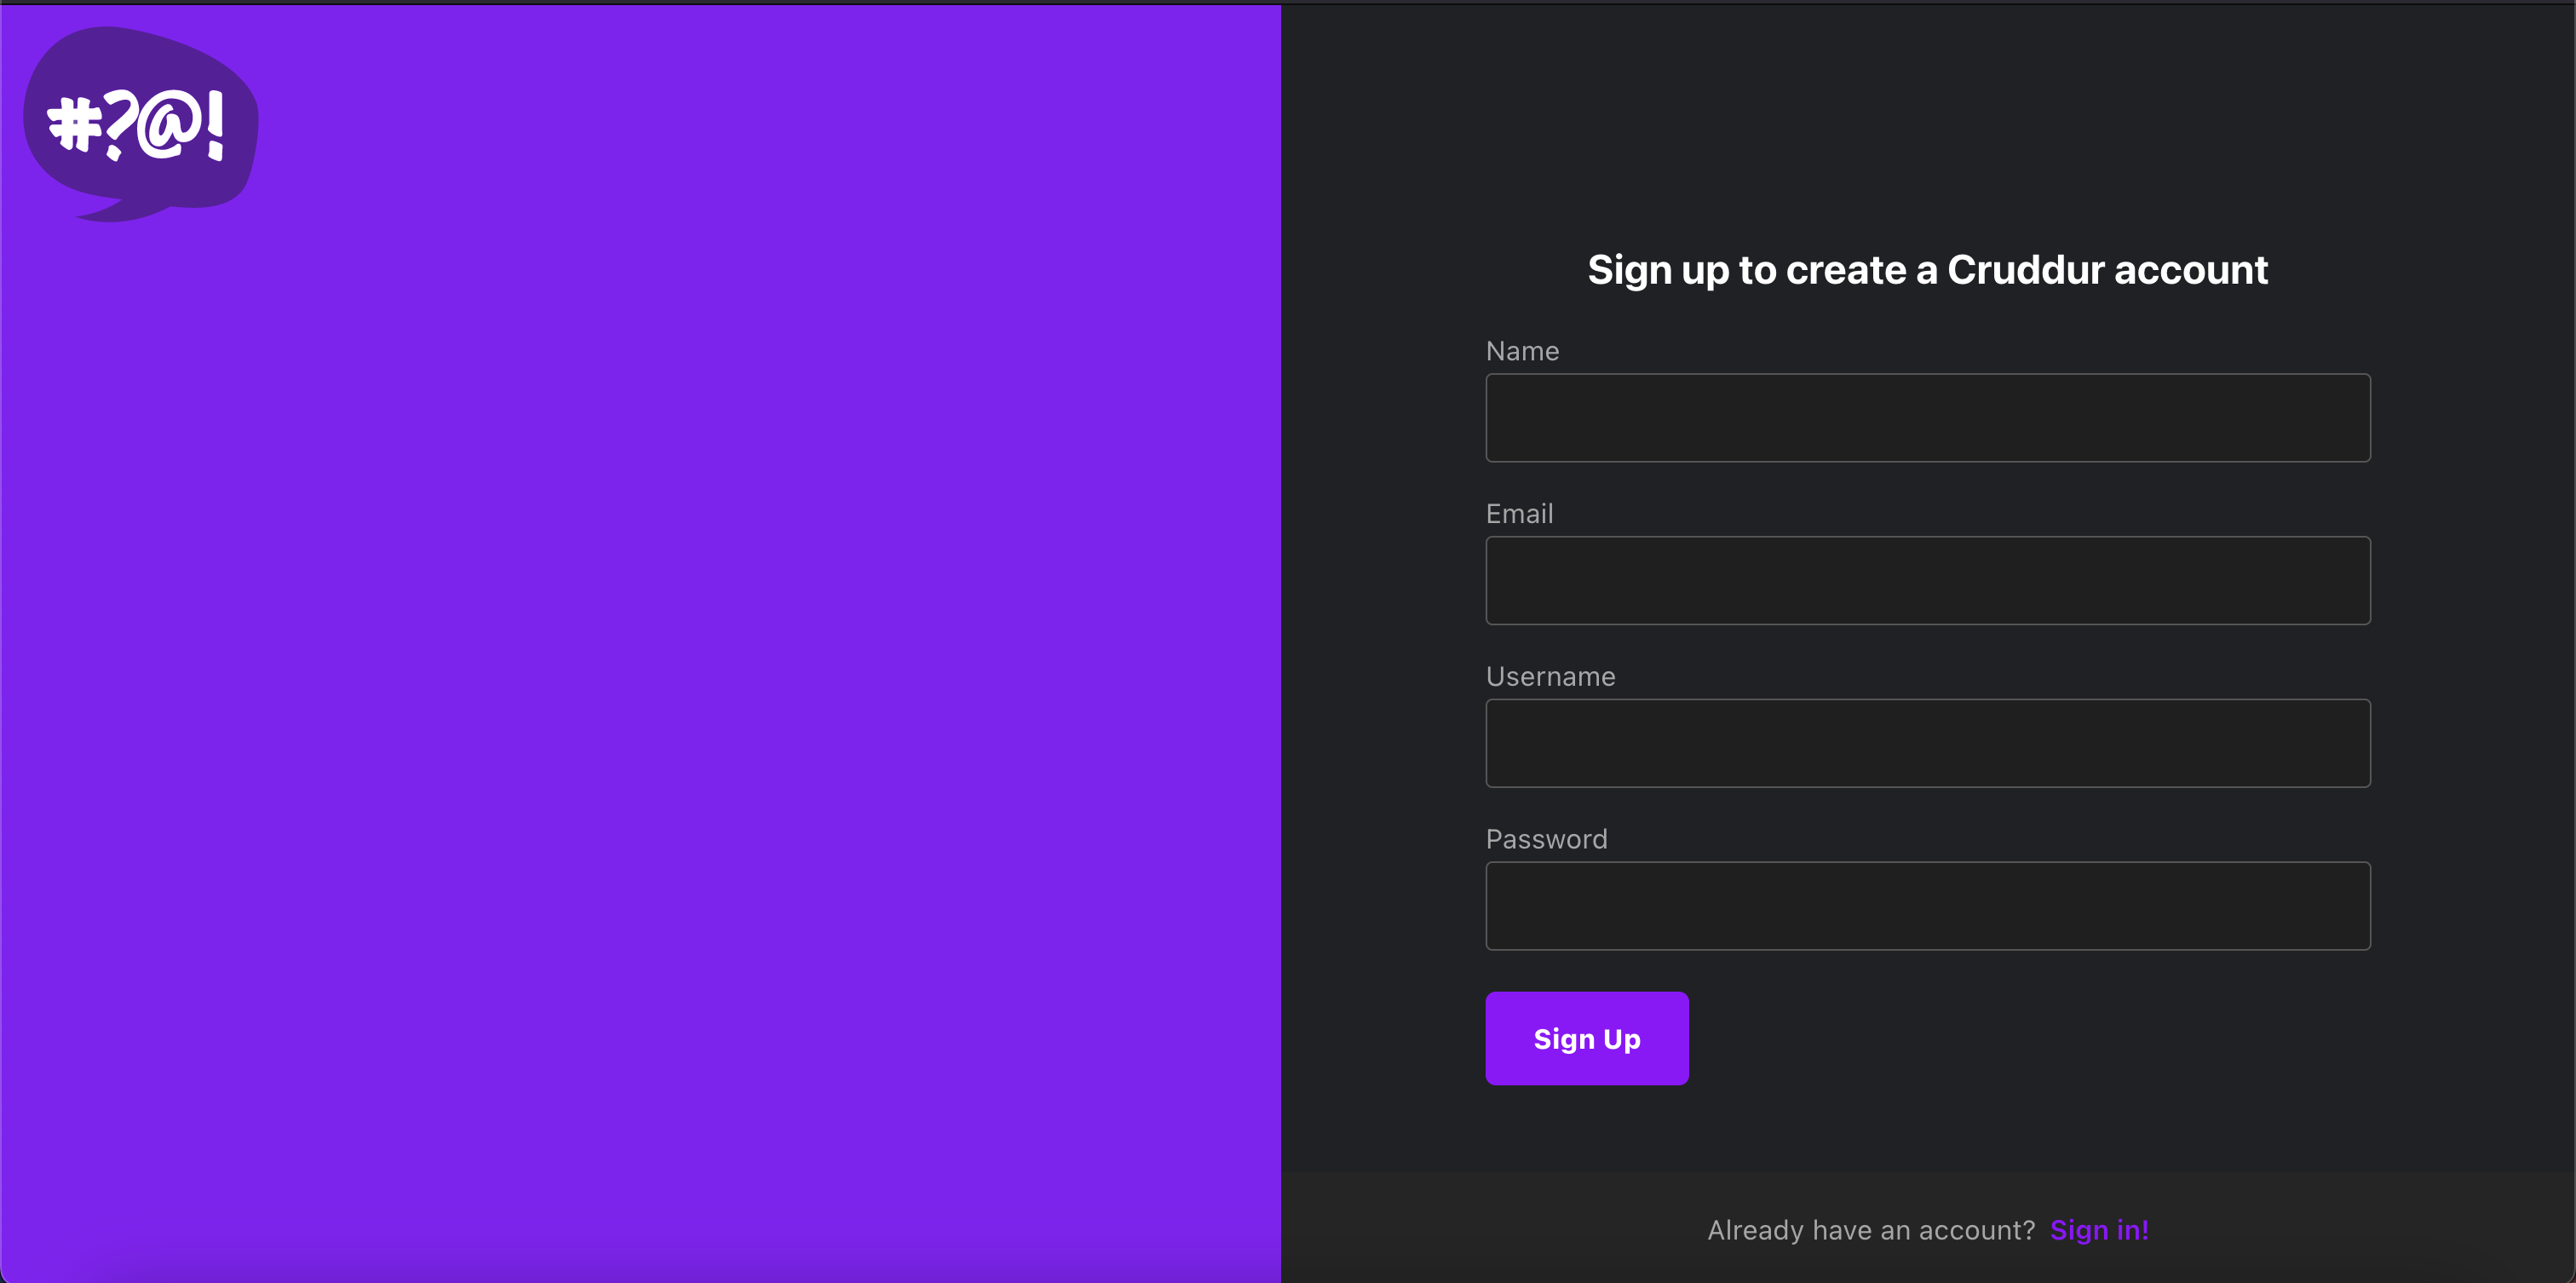 #?@!
Sign up to create a Cruddur account
Name
Email
Username
Password
Sign Up
Already have an account? Sign in!